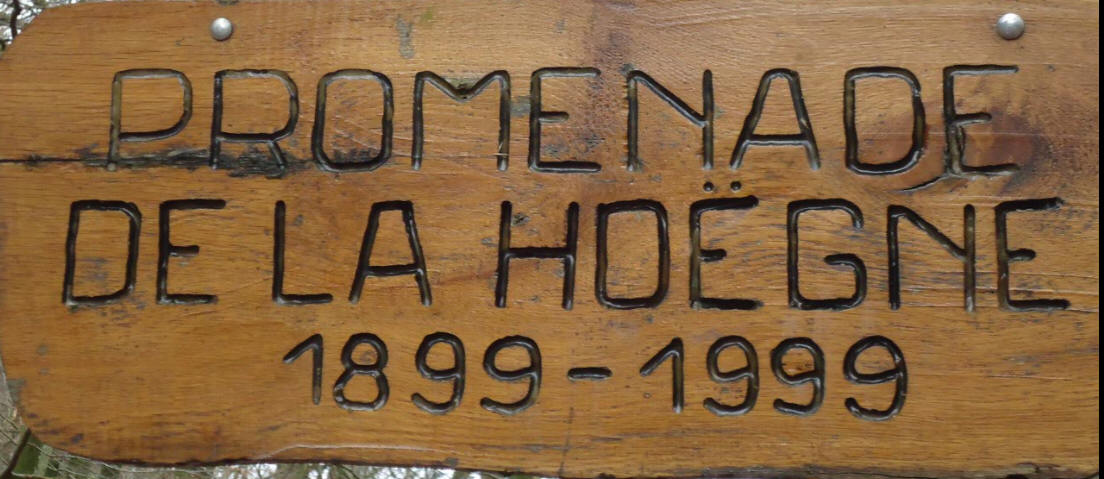 PROMENADE
DE LA HOËGNE
1899-1999